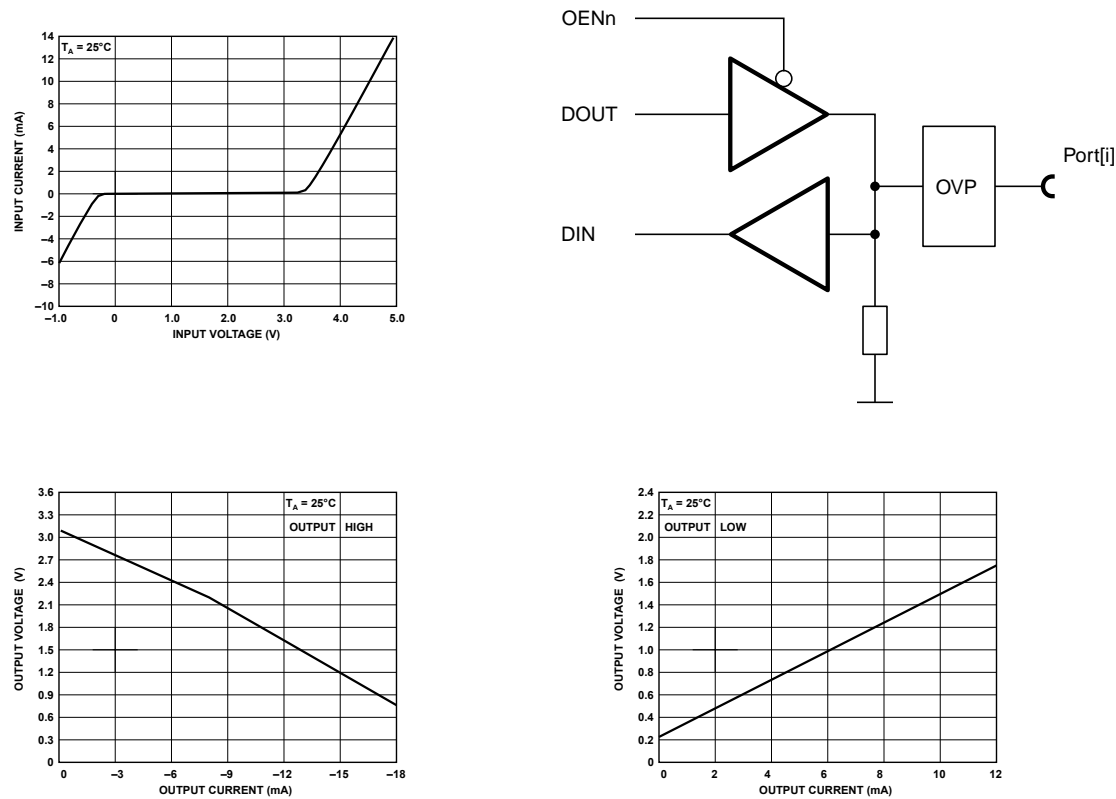 T_A = 25°C
14
12
10
8
6
4
2
0
–2
–4
–6
–8
–10
INPUT CURRENT (mA)
–1.0 0 1.0 2.0 3.0 4.0 5.0
INPUT VOLTAGE (V)
OENn
DOUT
DIN
OVP
Port[i]
T_A = 25°C
OUTPUT HIGH
3.6
3.3
3.0
2.7
2.4
2.1
1.8
1.5
1.2
0.9
0.6
0.3
0
OUTPUT VOLTAGE (V)
0 –3 –6 –9 –12 –15 –18
OUTPUT CURRENT (mA)
T_A = 25°C
OUTPUT LOW
2.4
2.2
2.0
1.8
1.6
1.4
1.2
1.0
0.8
0.6
0.4
0.2
0
OUTPUT VOLTAGE (V)
0 2 4 6 8 10 12
OUTPUT CURRENT (mA)